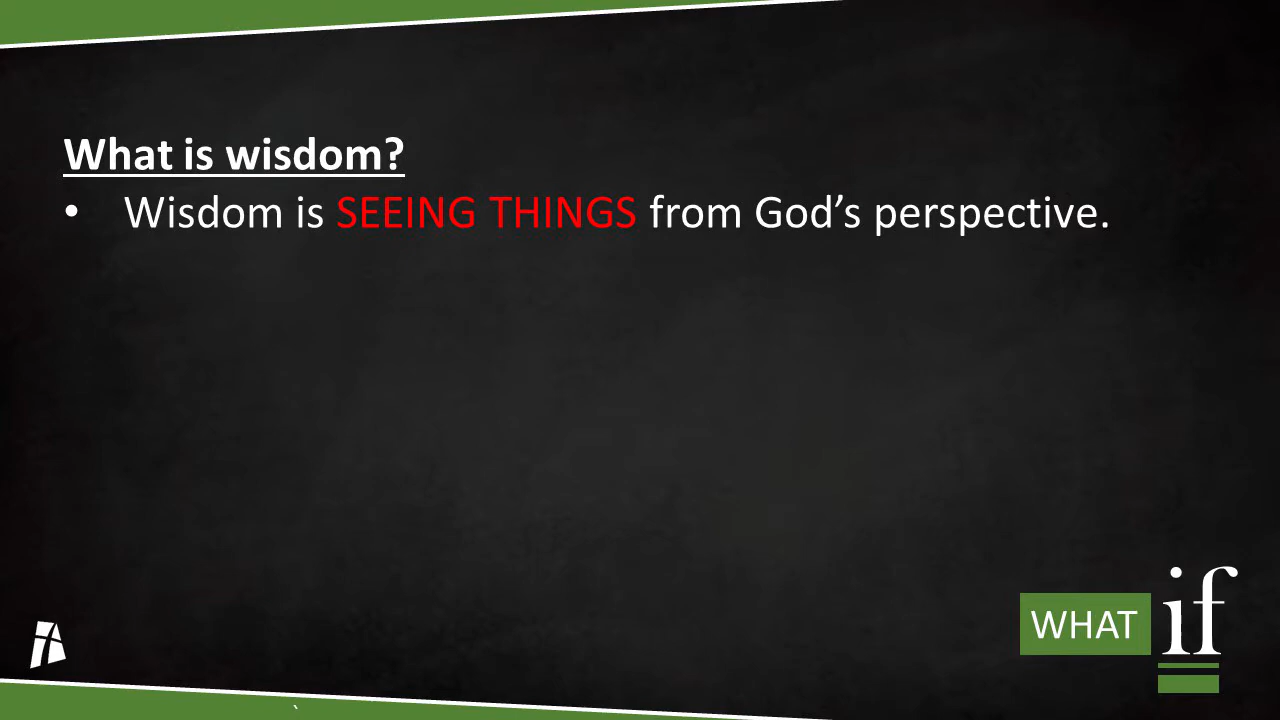 What is wisdom?
• Wisdom is SEEING THINGS from God’s perspective.
WHAT if
`